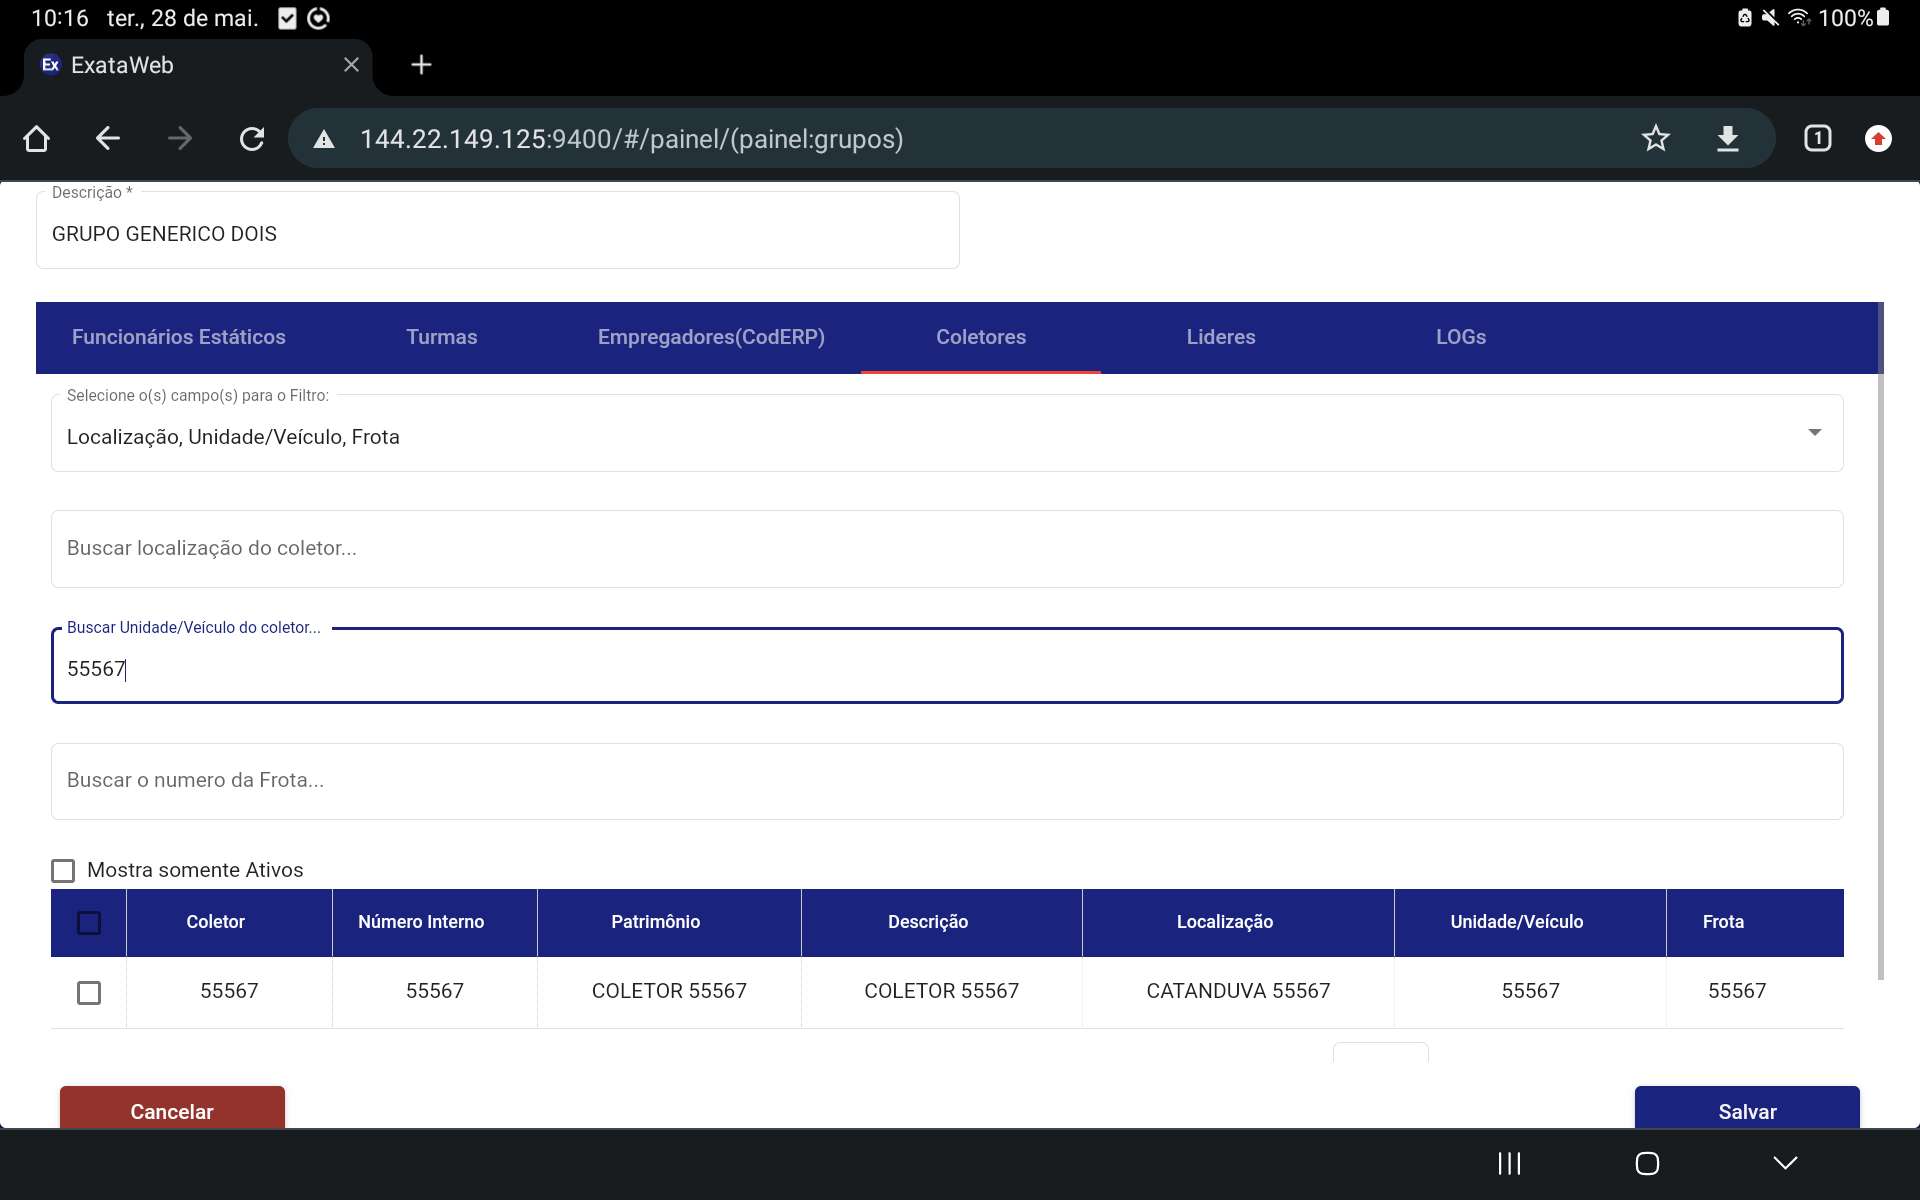 10:16 ter., 28 de mai. 100%
Ex ExataWeb
144.22.149.125:9400/#/painel/(painel:grupos) 1
Descrição *
GRUPO GENERICO DOIS
Funcionários Estáticos Turmas Empregadores(CodERP) Coletores Lideres LOGs
Selecione o(s) campo(s) para o Filtro:
Localização, Unidade/Veículo, Frota
Buscar localização do coletor...
Buscar Unidade/Veículo do coletor...
55567
Buscar o numero da Frota...
Mostra somente Ativos
Coletor Número Interno Patrimônio Descrição Localização Unidade/Veículo Frota
55567 55567 COLETOR 55567 COLETOR 55567 CATANDUVA 55567 55567 55567
Cancelar Salvar